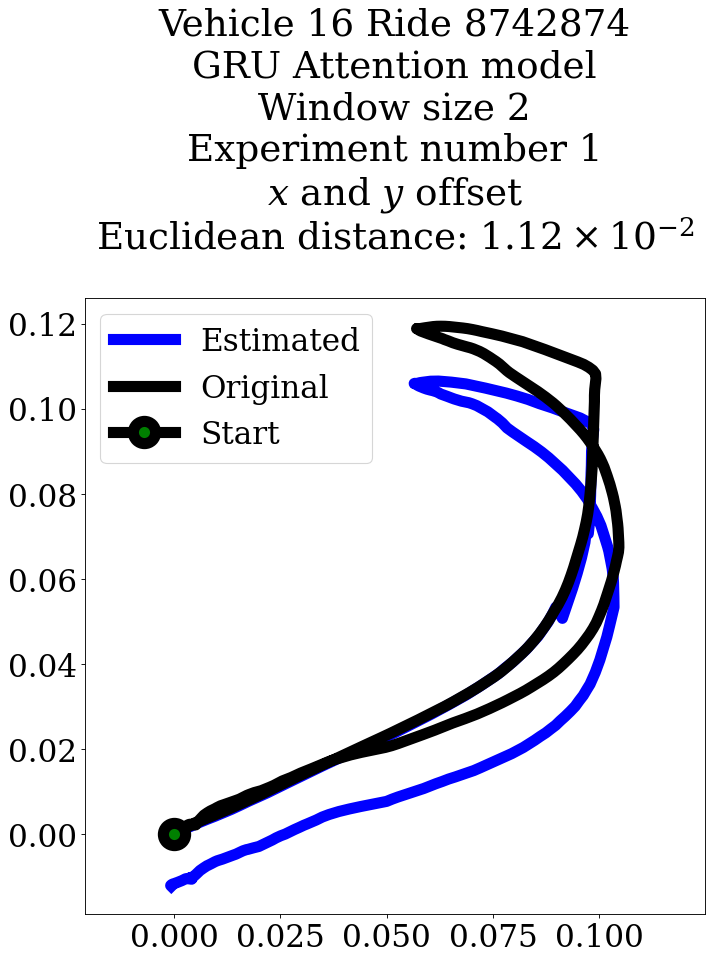 Vehicle 16 Ride 8742874
GRU Attention model
Window size 2
Experiment number 1
x and y offset
Euclidean distance: 1.12 × 10⁻²
Estimated
Original
Start
0.12
0.10
0.08
0.06
0.04
0.02
0.00
0.000 0.025 0.050 0.075 0.100